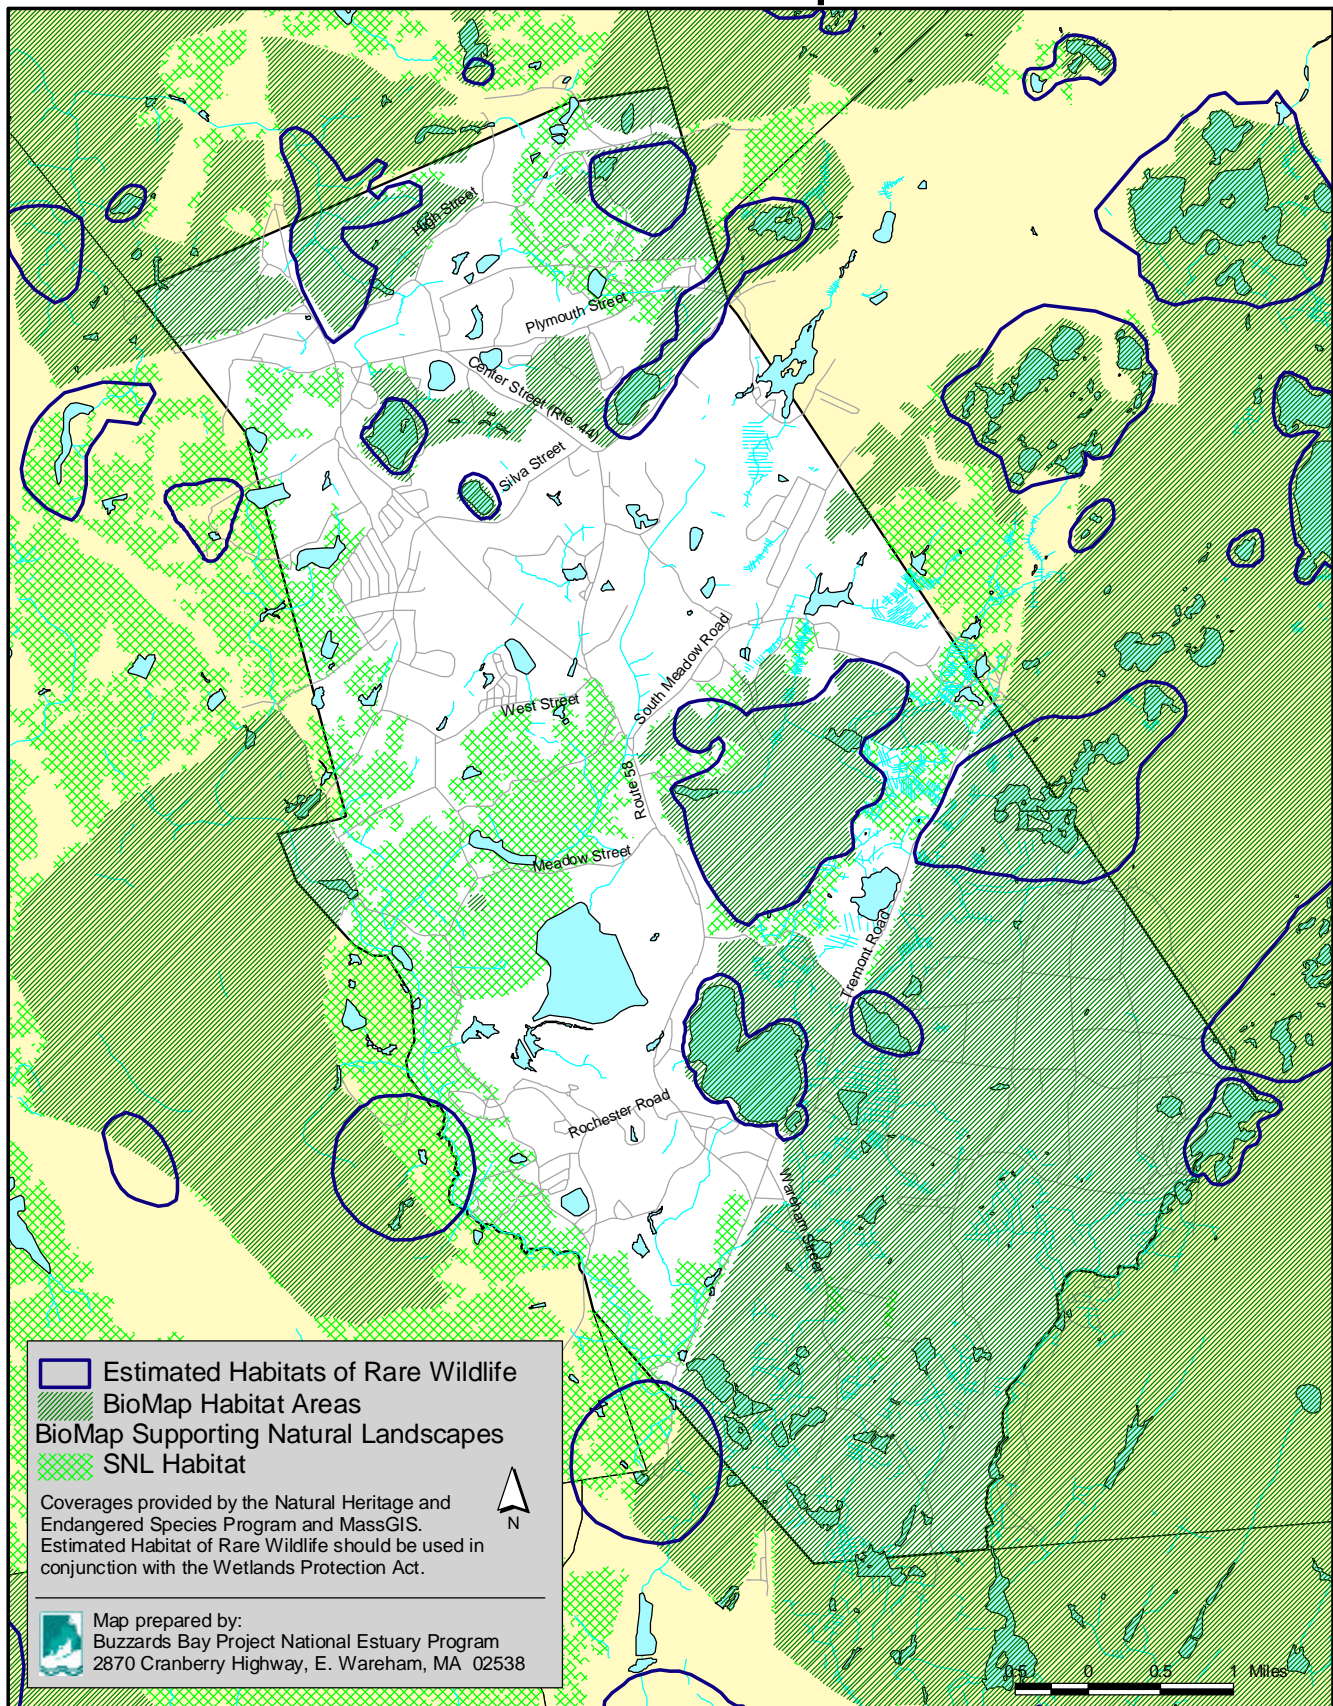 High Street
Plymouth Street
Center Street (Rte. 44)
Silva Street
South Meadow Road
West Street
Route 58
Meadow Street
Tremont Road
Rochester Road
Wareham Street
Estimated Habitats of Rare Wildlife
BioMap Habitat Areas
BioMap Supporting Natural Landscapes
SNL Habitat
Coverages provided by the Natural Heritage and
Endangered Species Program and MassGIS.
Estimated Habitat of Rare Wildlife should be used in
conjunction with the Wetlands Protection Act.
N
Map prepared by:
Buzzards Bay Project National Estuary Program
2870 Cranberry Highway, E. Wareham, MA 02538
0.5 0 0.5 1 Miles